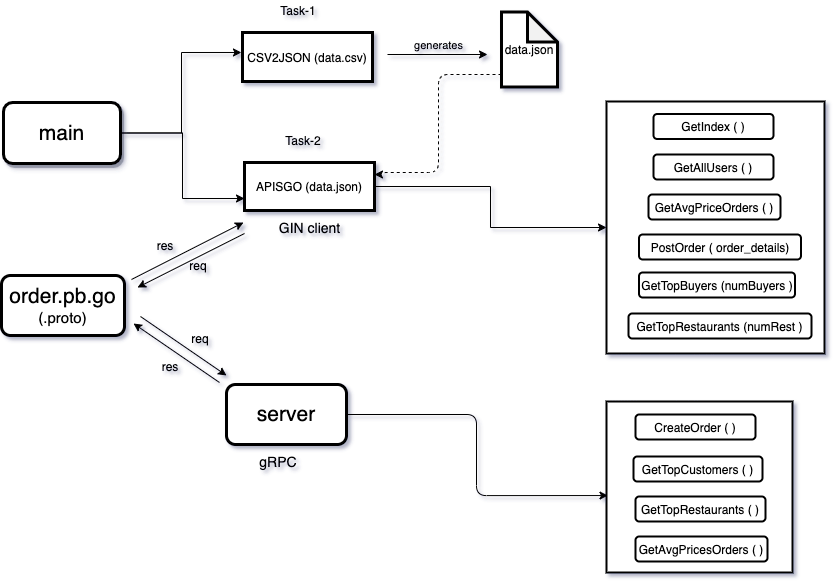 Task-1
CSV2JSON (data.csv)
generates
data.json
main
Task-2
APISGO (data.json)
GIN client
GetIndex ( )
GetAllUsers ( )
GetAvgPriceOrders ( )
PostOrder ( order_details)
GetTopBuyers (numBuyers )
GetTopRestaurants (numRest )
res
req
order.pb.go
(.proto)
req
res
server
gRPC
CreateOrder ( )
GetTopCustomers ( )
GetTopRestaurants ( )
GetAvgPricesOrders ( )